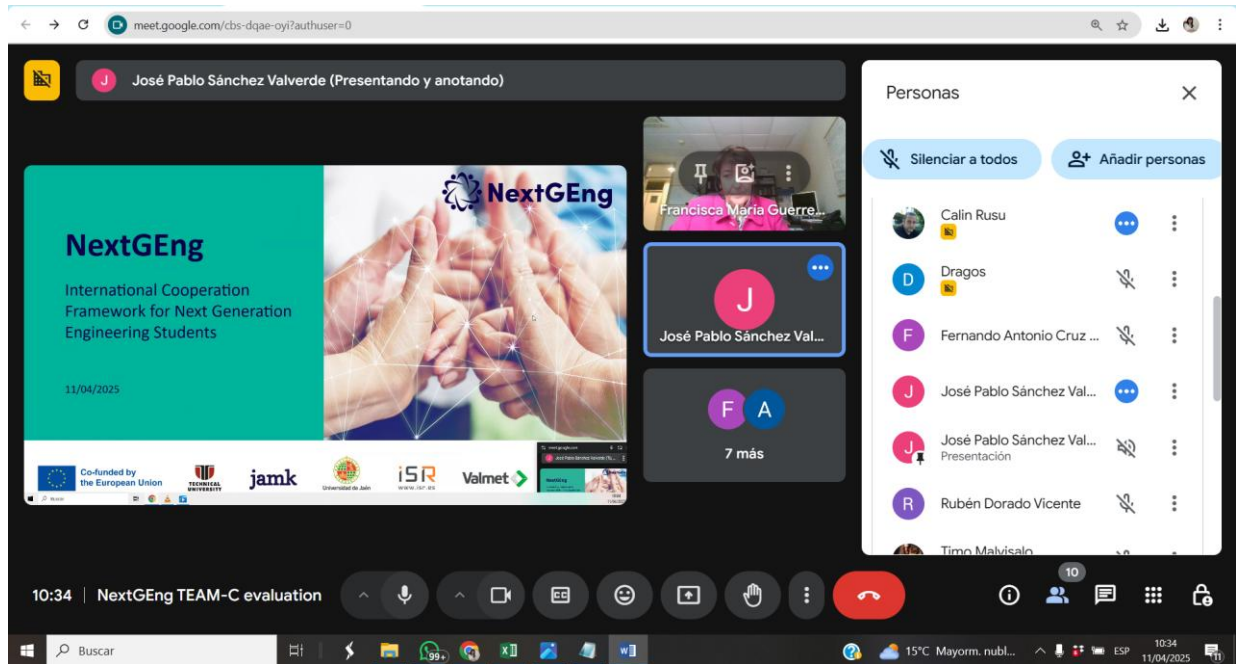 meet.google.com/cbs-dqae-oyi?authuser=0
J José Pablo Sánchez Valverde (Presentando y anotando)
NextGEng
NextGEng
International Cooperation
Framework for Next Generation
Engineering Students
11/04/2025
Co-funded by
the European Union
TECHNICAL
UNIVERSITY
jamk
Universidad de Jaén
iSR
www.isr.es
Valmet
Francisca María Guerre...
J
José Pablo Sánchez Val...
F A
7 más
Personas
Silenciar a todos
Añadir personas
Calin Rusu
D Dragos
F Fernando Antonio Cruz ...
J José Pablo Sánchez Val...
J José Pablo Sánchez Val...
Presentación
R Rubén Dorado Vicente
Timo Malvisalo
10:34 | NextGEng TEAM-C evaluation
CC
10
Buscar
99+
15°C Mayorm. nubl...
ESP
10:34
11/04/2025
11